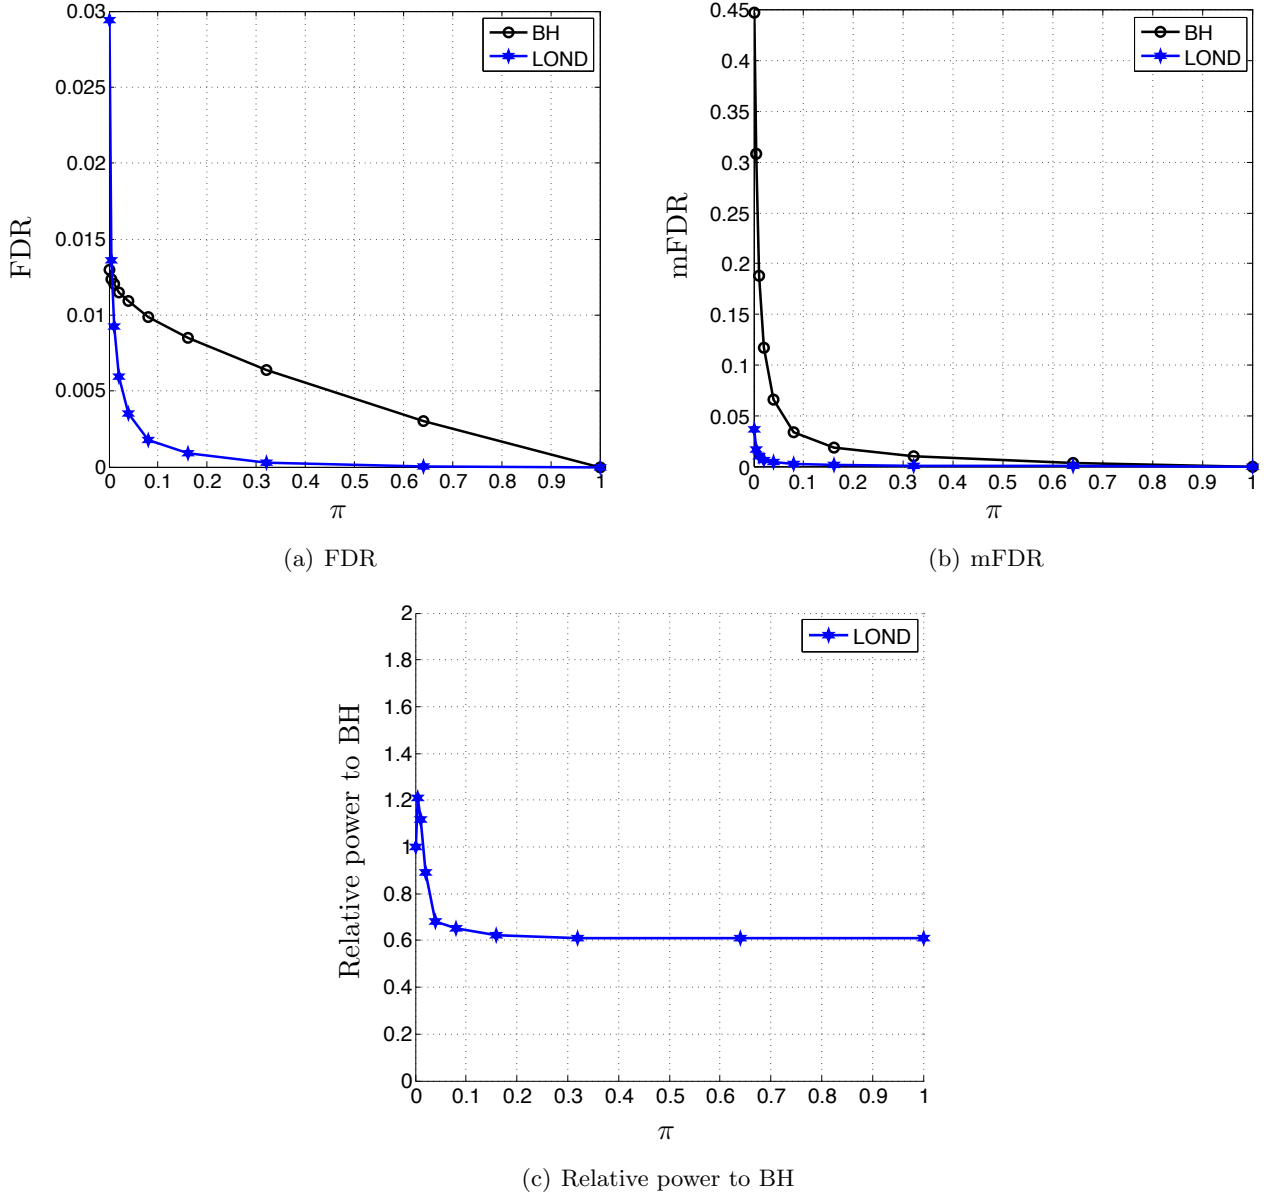 0.03
0.025
0.02
0.015
0.01
0.005
0
FDR
BH
LOND
0 0.1 0.2 0.3 0.4 0.5 0.6 0.7 0.8 0.9 1
π
(a) FDR
0.45
0.4
0.35
0.3
0.25
0.2
0.15
0.1
0.05
0
mFDR
BH
LOND
0 0.1 0.2 0.3 0.4 0.5 0.6 0.7 0.8 0.9 1
π
(b) mFDR
2
1.8
1.6
1.4
1.2
1
0.8
0.6
0.4
0.2
0
Relative power to BH
LOND
0 0.1 0.2 0.3 0.4 0.5 0.6 0.7 0.8 0.9 1
π
(c) Relative power to BH